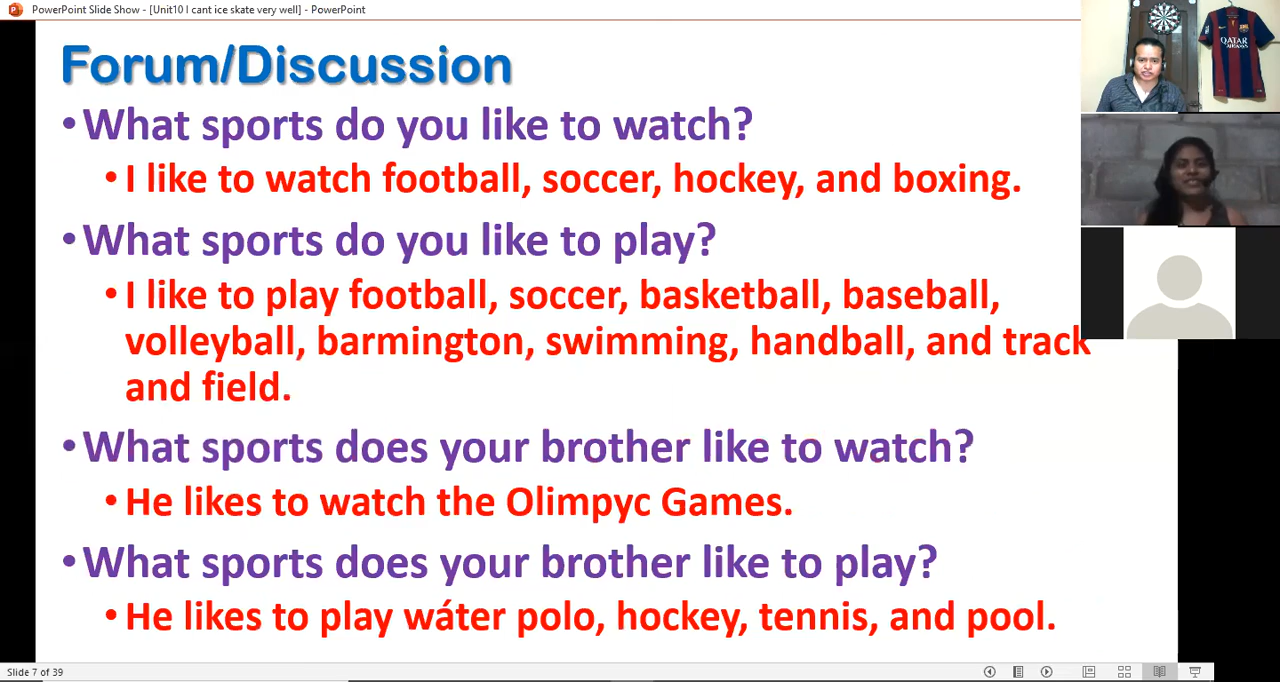 PowerPoint Slide Show - [Unit10 I cant ice skate very well] - PowerPoint
Forum/Discussion
•What sports do you like to watch?
•I like to watch football, soccer, hockey, and boxing.
•What sports do you like to play?
•I like to play football, soccer, basketball, baseball,
volleyball, barmington, swimming, handball, and track
and field.
•What sports does your brother like to watch?
•He likes to watch the Olimpyc Games.
•What sports does your brother like to play?
•He likes to play wáter polo, hockey, tennis, and pool.
QATAR
AIRWAYS
Slide 7 of 39